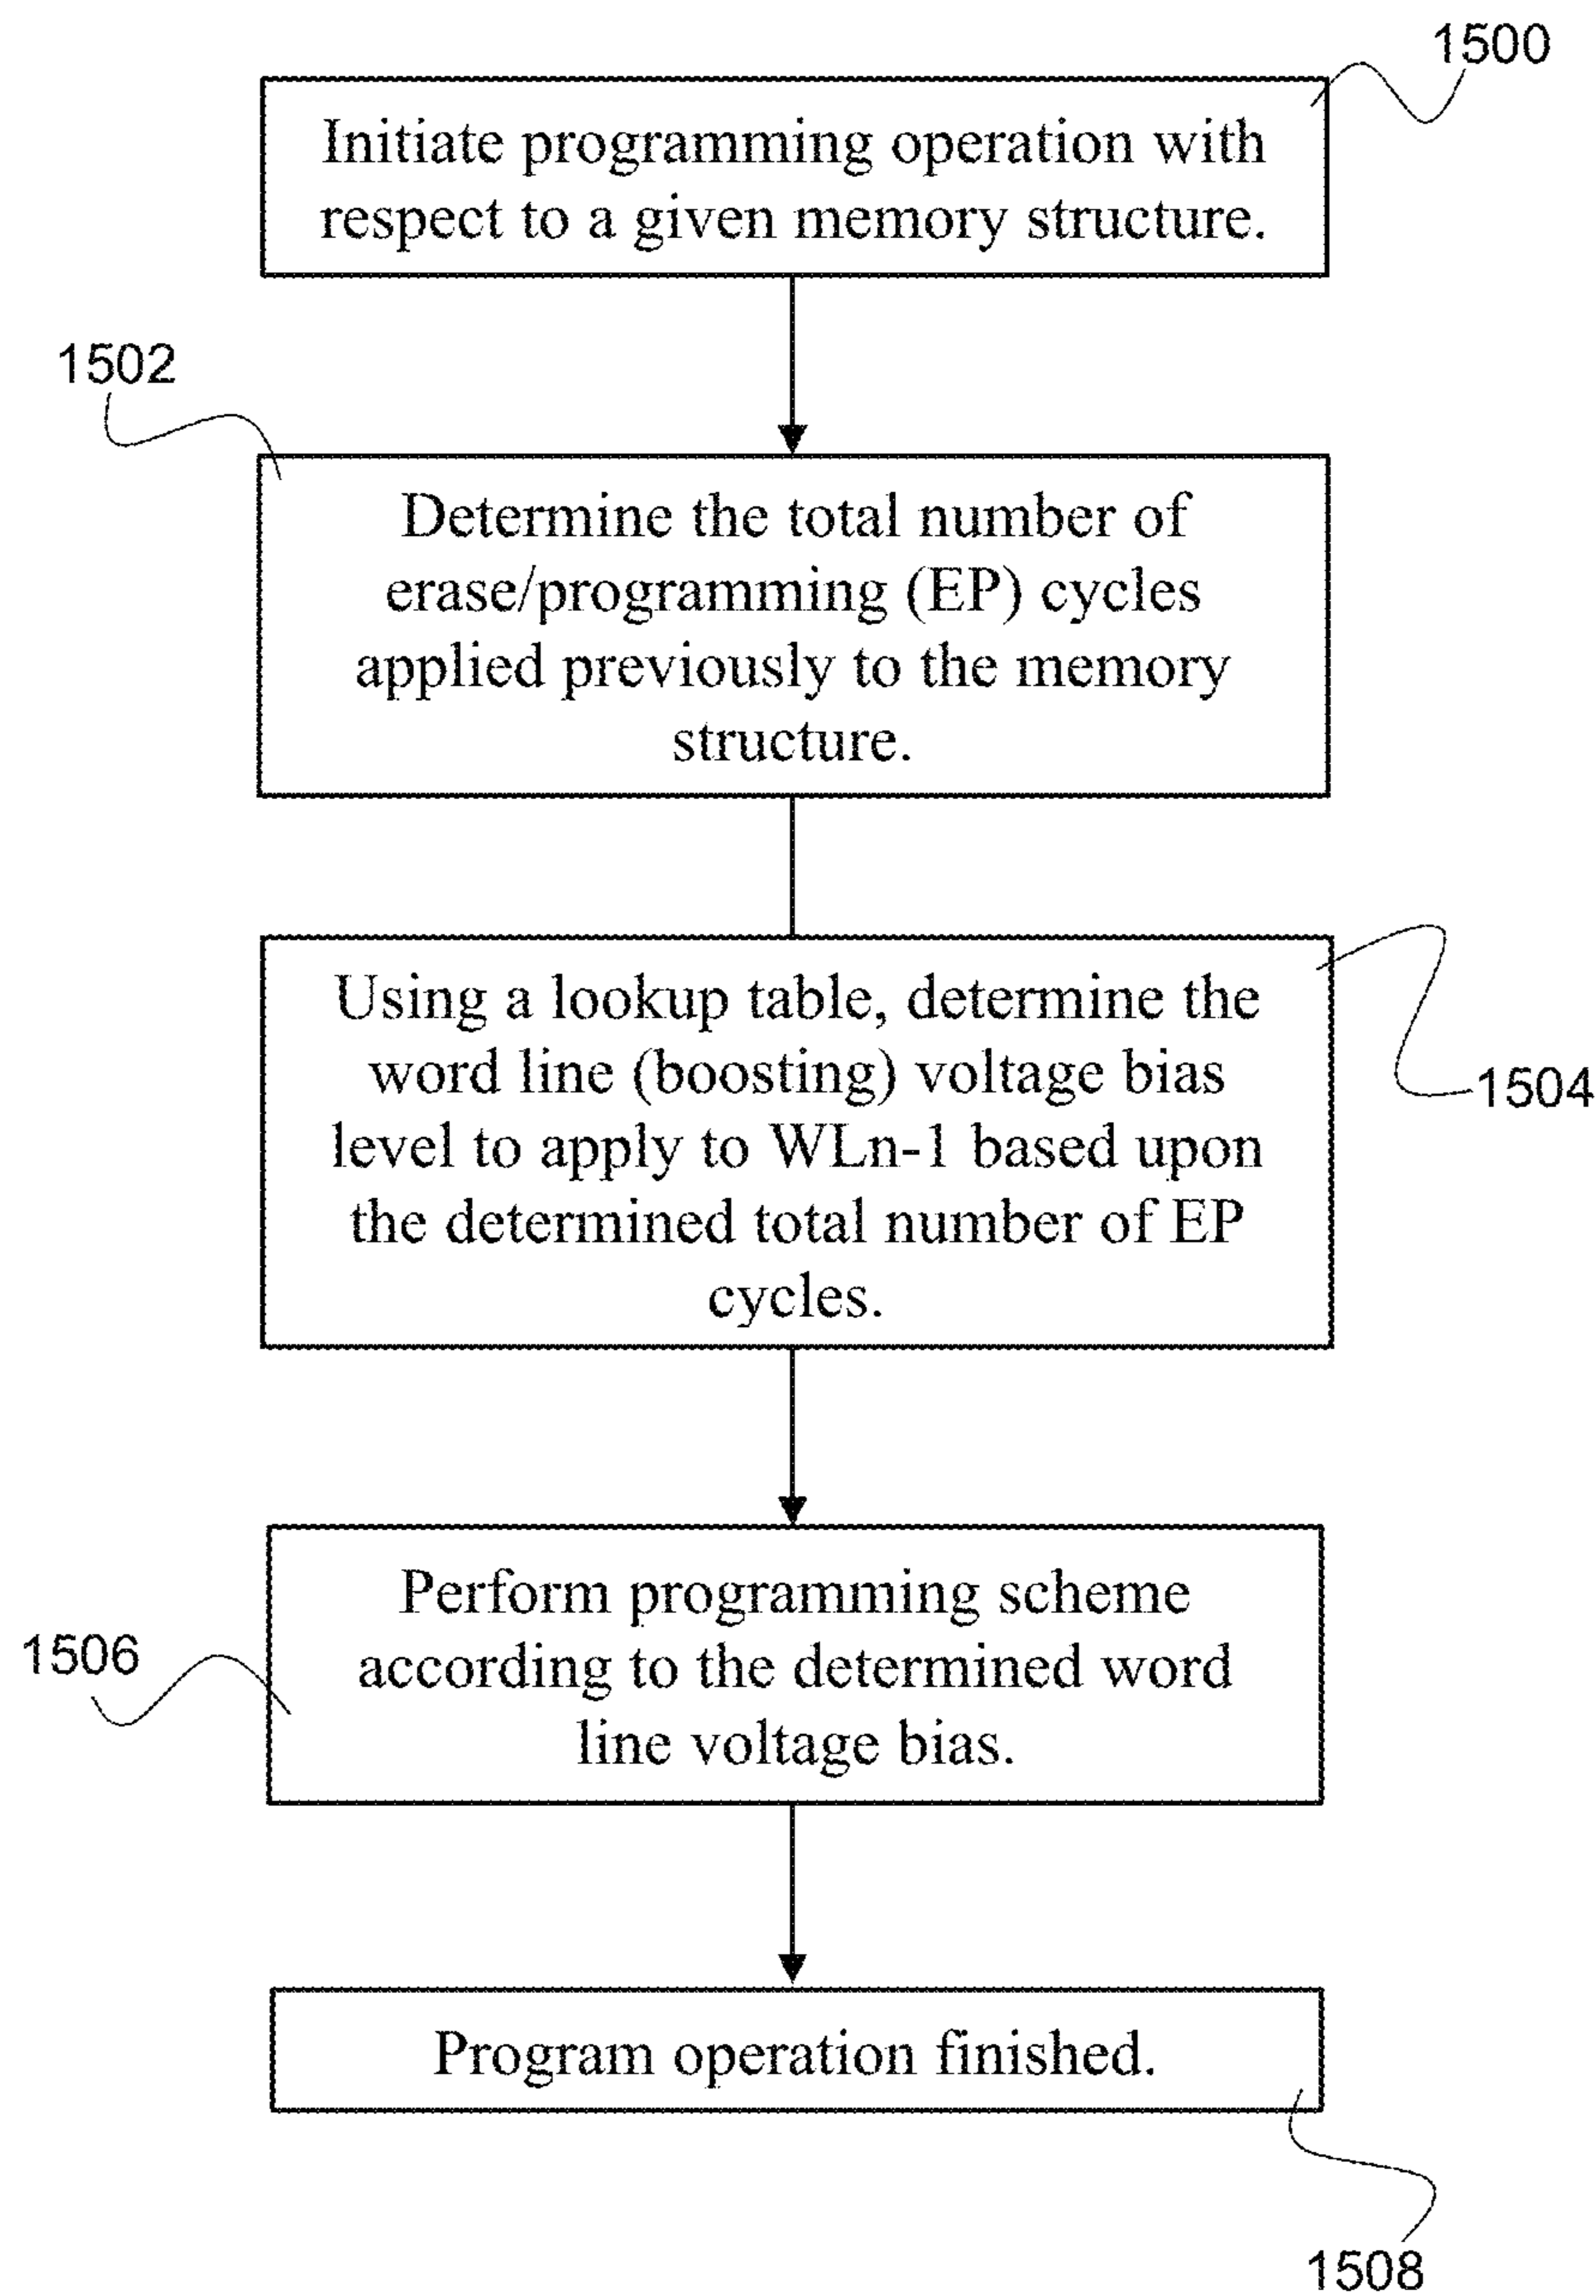 1500
Initiate programming operation with
respect to a given memory structure.
1502
Determine the total number of
erase/programming (EP) cycles
applied previously to the memory
structure.
Using a lookup table, determine the
word line (boosting) voltage bias
level to apply to WLn-1 based upon
the determined total number of EP
cycles.
1504
Perform programming scheme
according to the determined word
line voltage bias.
1506
Program operation finished.
1508